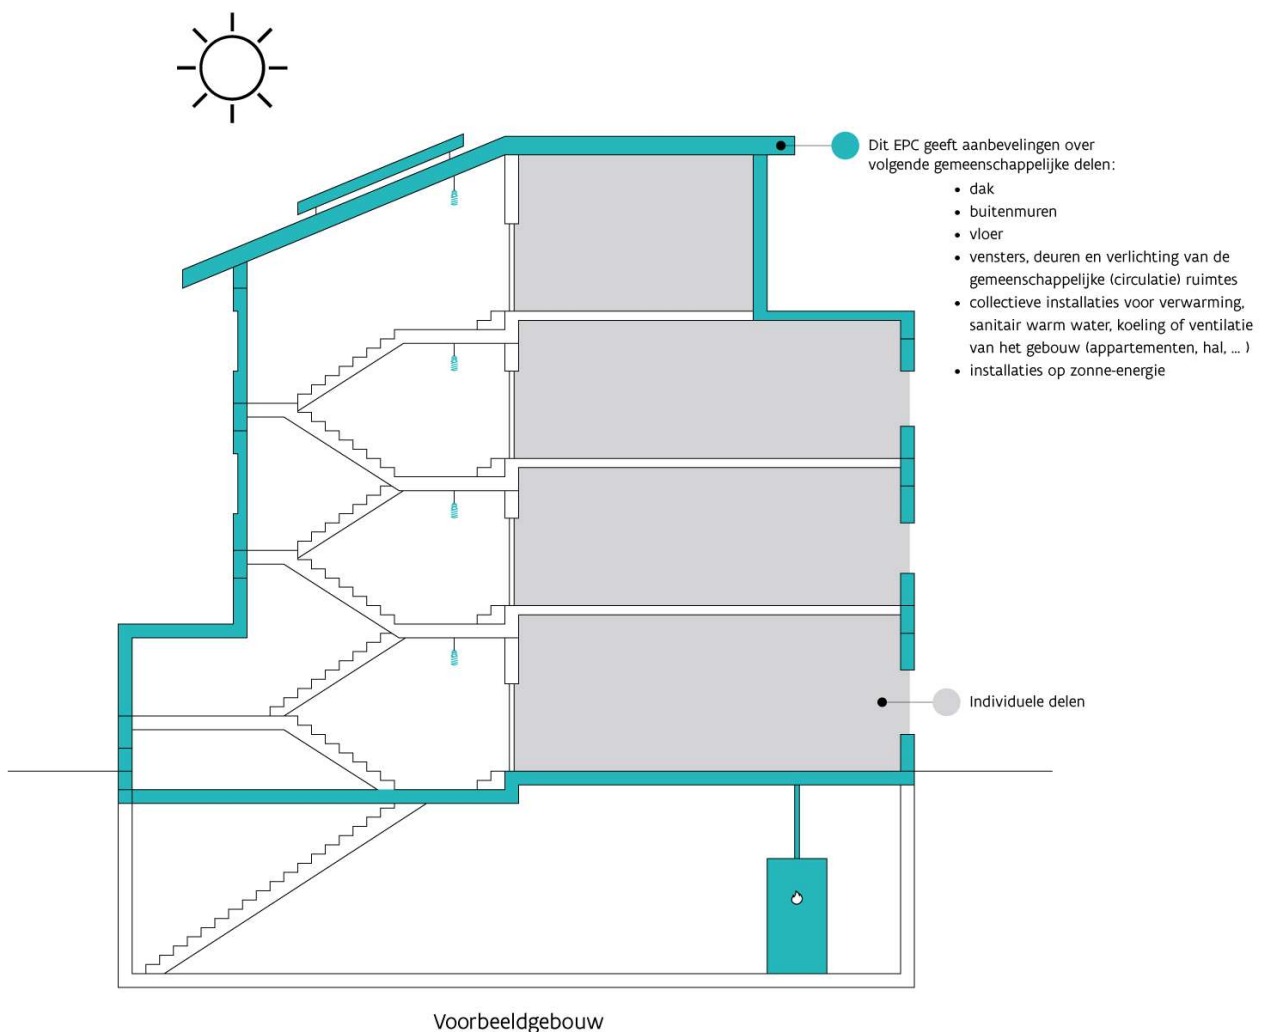 Dit EPC geeft aanbevelingen over
volgende gemeenschappelijke delen:
• dak
• buitenmuren
• vloer
• vensters, deuren en verlichting van de
gemeenschappelijke (circulatie) ruimtes
• collectieve installaties voor verwarming,
sanitair warm water, koeling of ventilatie
van het gebouw (appartementen, hal, ... )
• installaties op zonne-energie
Individuele delen
Voorbeeldgebouw